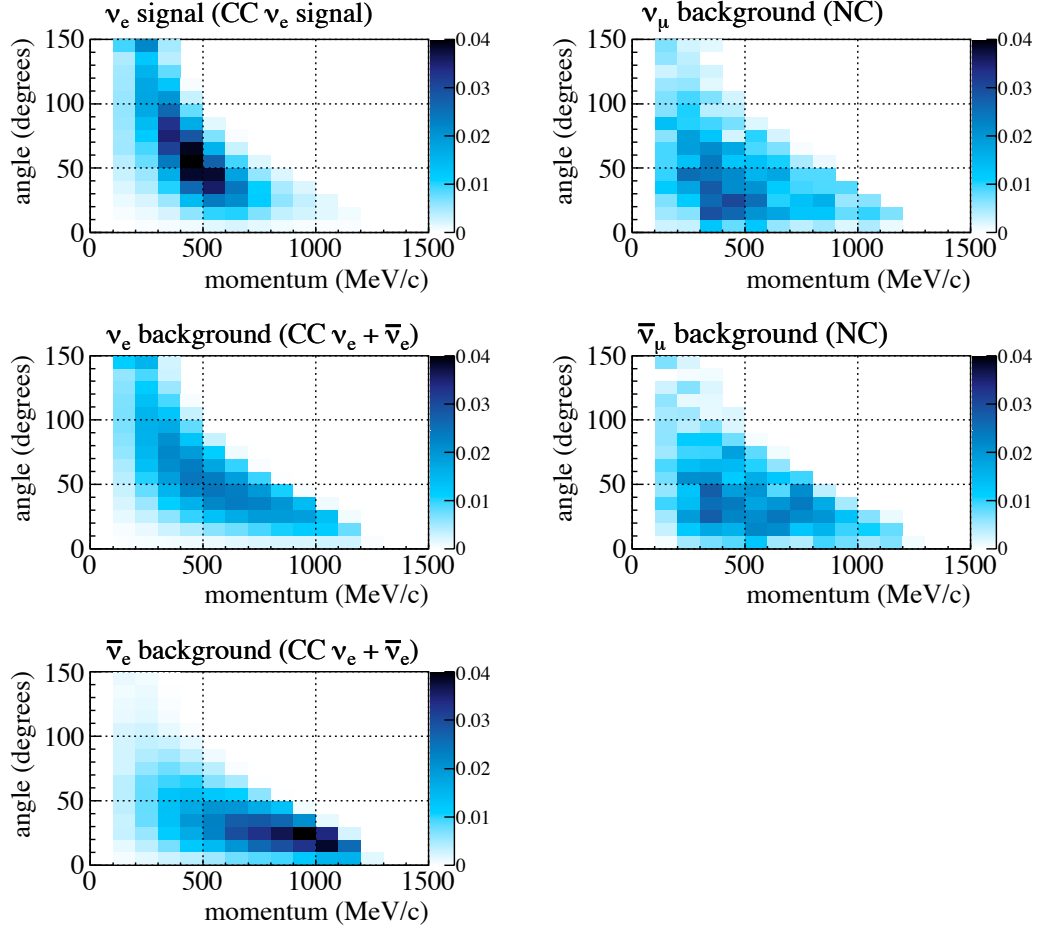 νe signal (CC νe signal)
angle (degrees)
150
100
50
0
0 500 1000 1500
momentum (MeV/c)
0.04
0.03
0.02
0.01
0
νμ background (NC)
angle (degrees)
150
100
50
0
0 500 1000 1500
momentum (MeV/c)
0.04
0.03
0.02
0.01
0
νe background (CC νe + ν̅e)
angle (degrees)
150
100
50
0
0 500 1000 1500
momentum (MeV/c)
0.04
0.03
0.02
0.01
0
ν̅μ background (NC)
angle (degrees)
150
100
50
0
0 500 1000 1500
momentum (MeV/c)
0.04
0.03
0.02
0.01
0
ν̅e background (CC νe + ν̅e)
angle (degrees)
150
100
50
0
0 500 1000 1500
momentum (MeV/c)
0.04
0.03
0.02
0.01
0